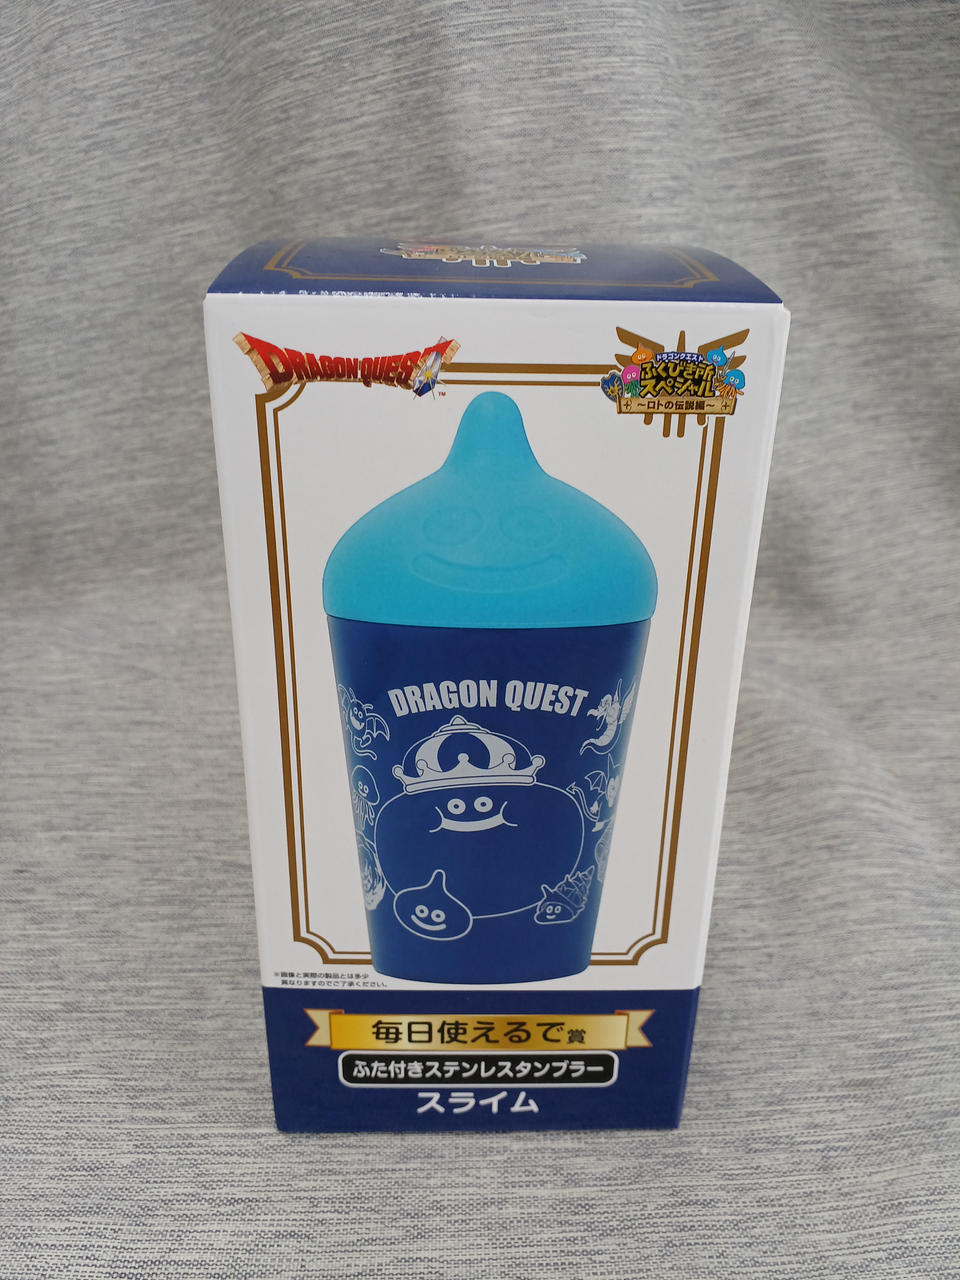 DRAGON QUEST
TM
ドラゴンクエスト
ふくびき所
スペシャル
～ロトの伝説編～
DRAGON QUEST
※画像と実際の製品とは多少
異なりますのでご了承ください。
毎日使えるで賞
ふた付きステンレスタンブラー
スライム